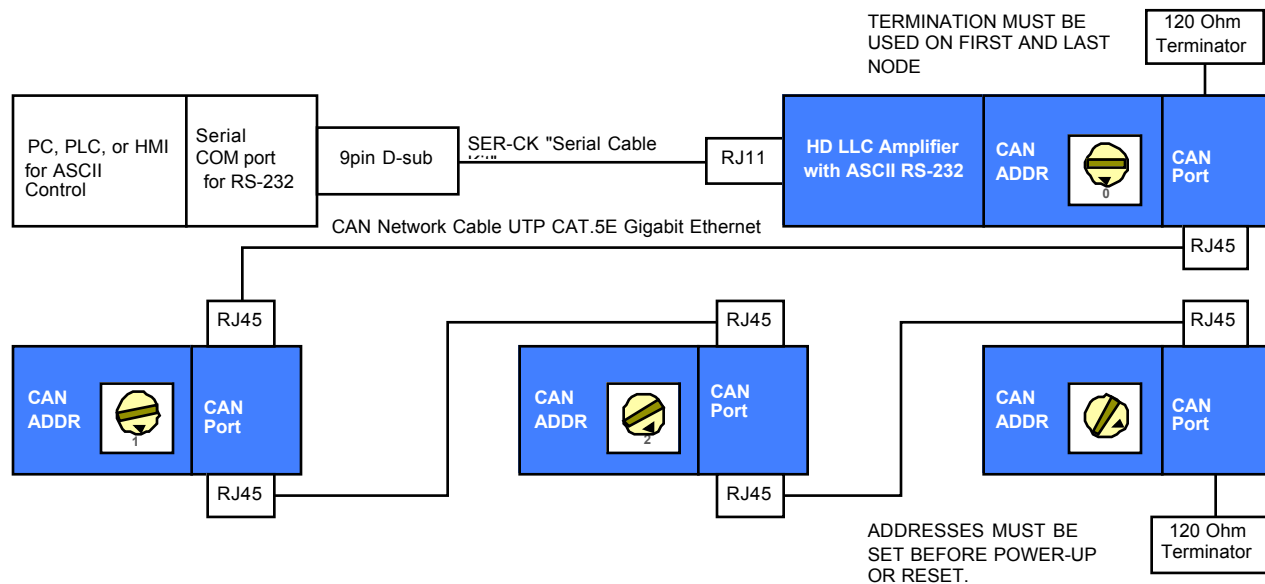 TERMINATION MUST BE
USED ON FIRST AND LAST
NODE
120 Ohm
Terminator
PC, PLC, or HMI
for ASCII
Control
Serial
COM port
for RS-232
9pin D-sub
SER-CK "Serial Cable
RJ11
HD LLC Amplifier
with ASCII RS-232
CAN
ADDR
0
CAN
Port
CAN Network Cable UTP CAT.5E Gigabit Ethernet
RJ45
RJ45
RJ45
RJ45
CAN
ADDR
1
CAN
Port
CAN
ADDR
2
CAN
Port
CAN
ADDR
CAN
Port
RJ45
RJ45
ADDRESSES MUST BE
SET BEFORE POWER-UP
OR RESET.
120 Ohm
Terminator